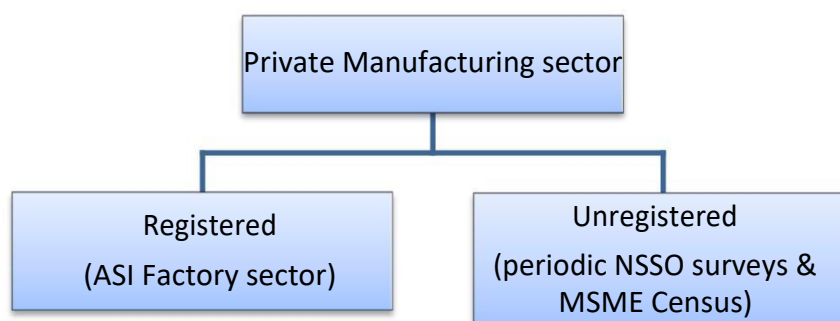 Private Manufacturing sector
Registered
(ASI Factory sector)
Unregistered
(periodic NSSO surveys &
MSME Census)